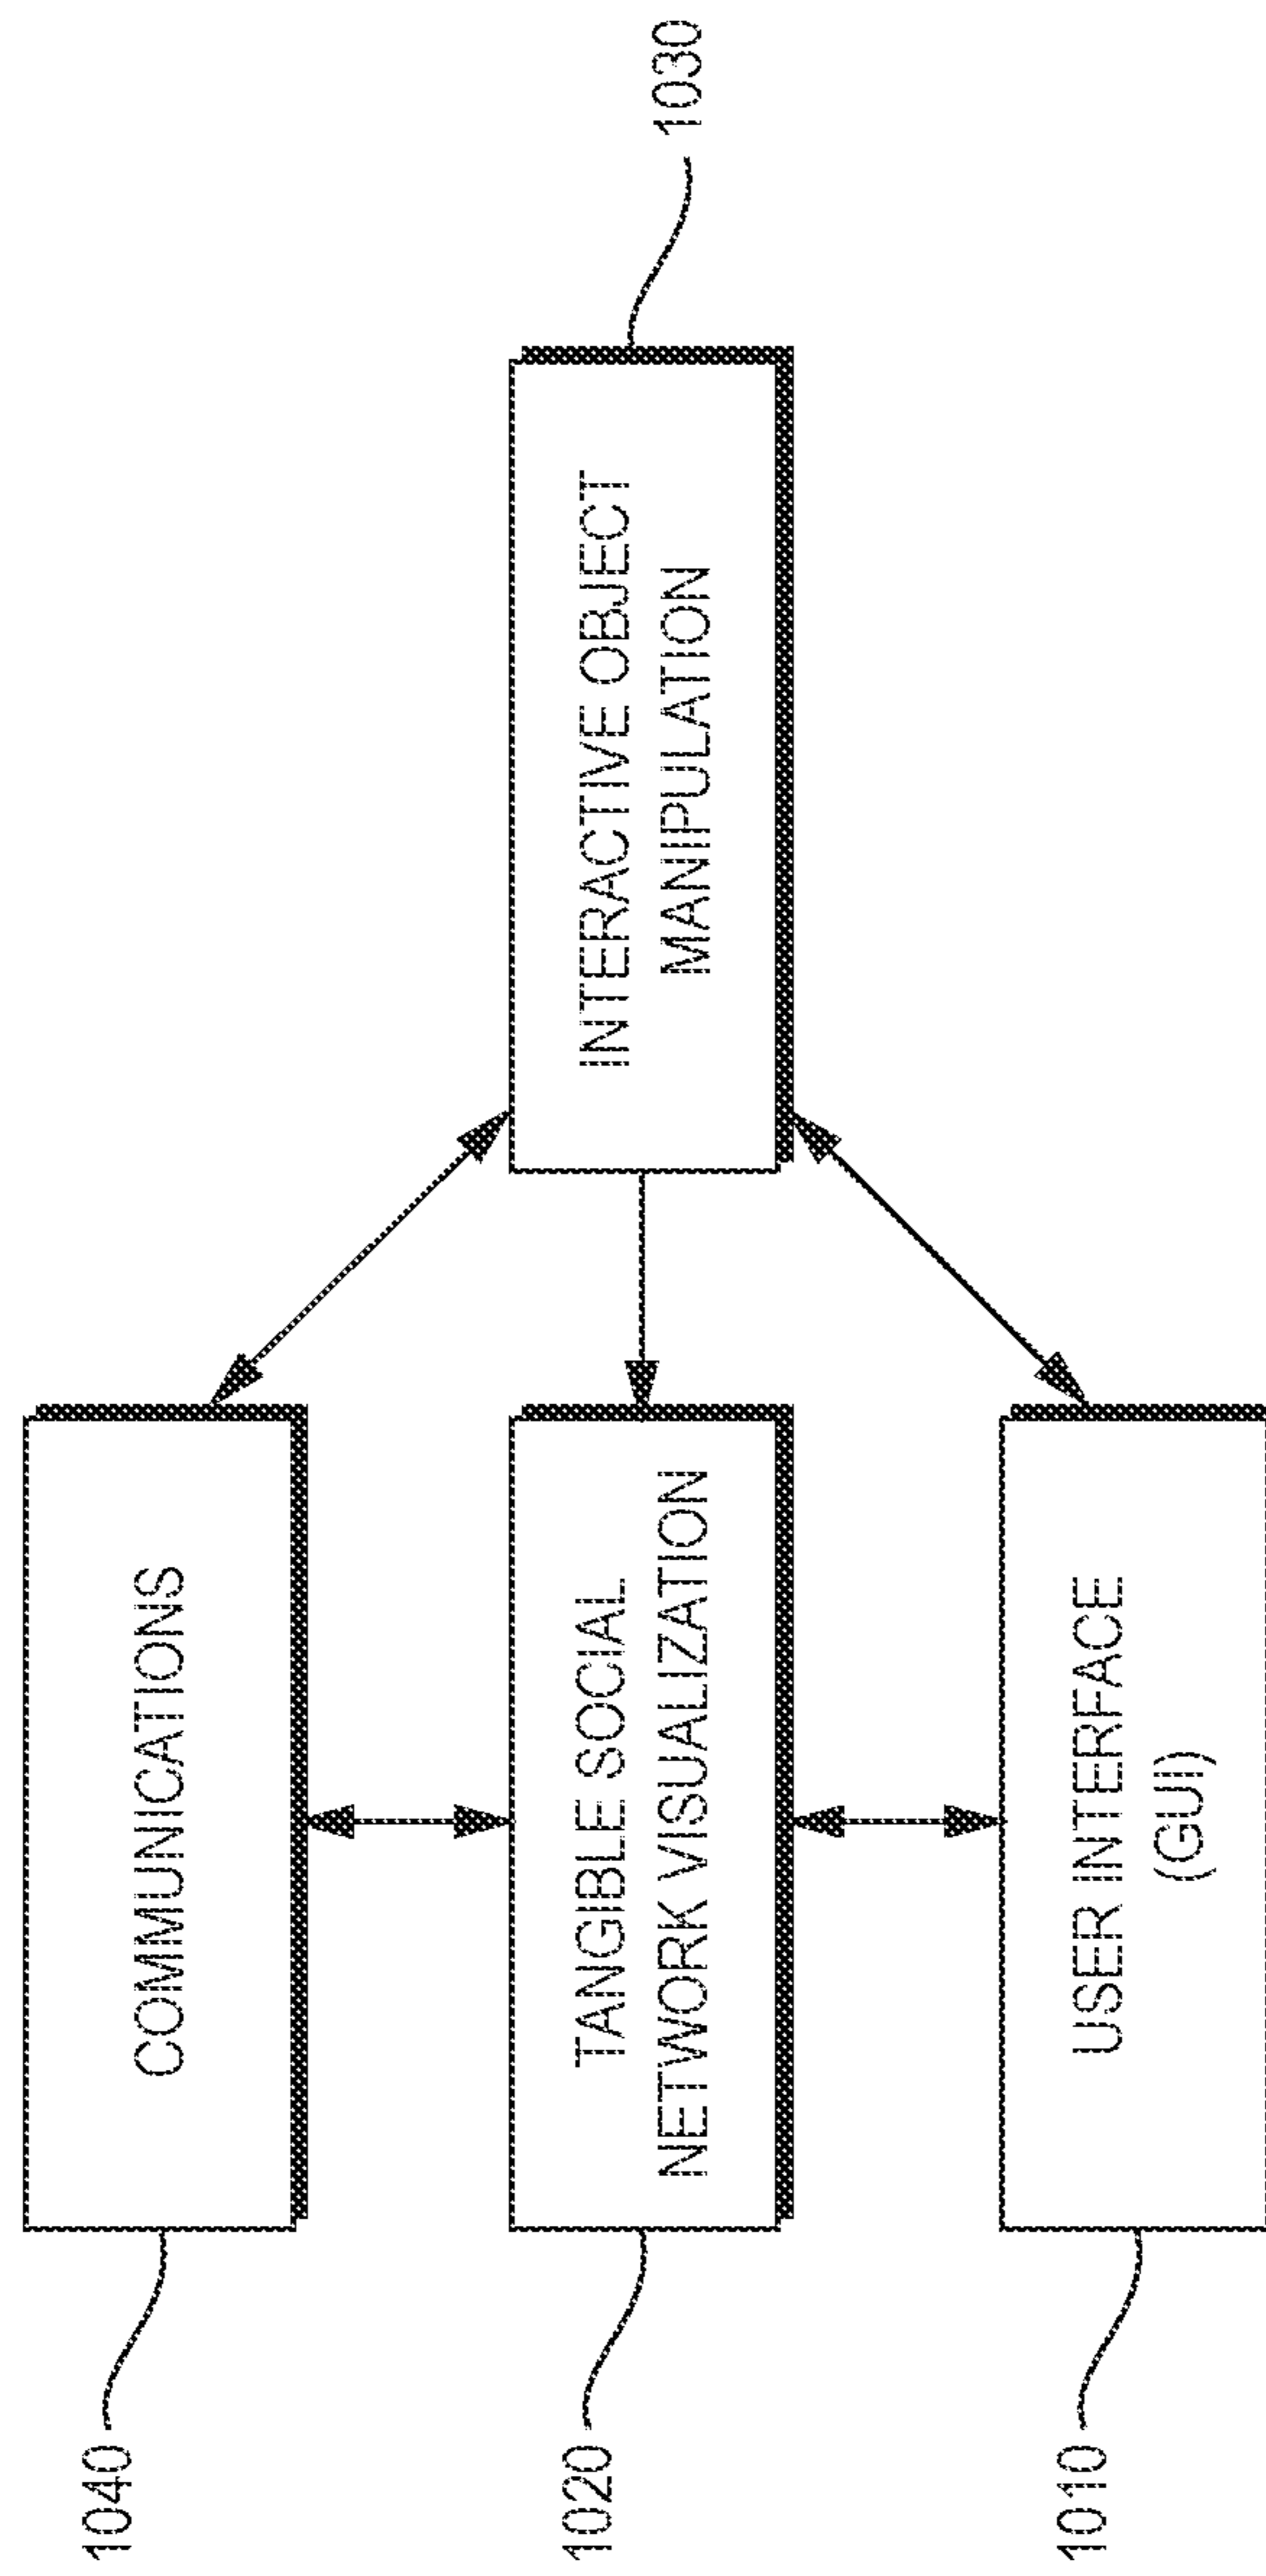 1040
COMMUNICATIONS
1020
TANGIBLE SOCIAL
NETWORK VISUALIZATION
INTERACTIVE OBJECT
MANIPULATION
1030
1010
USER INTERFACE
(GUI)